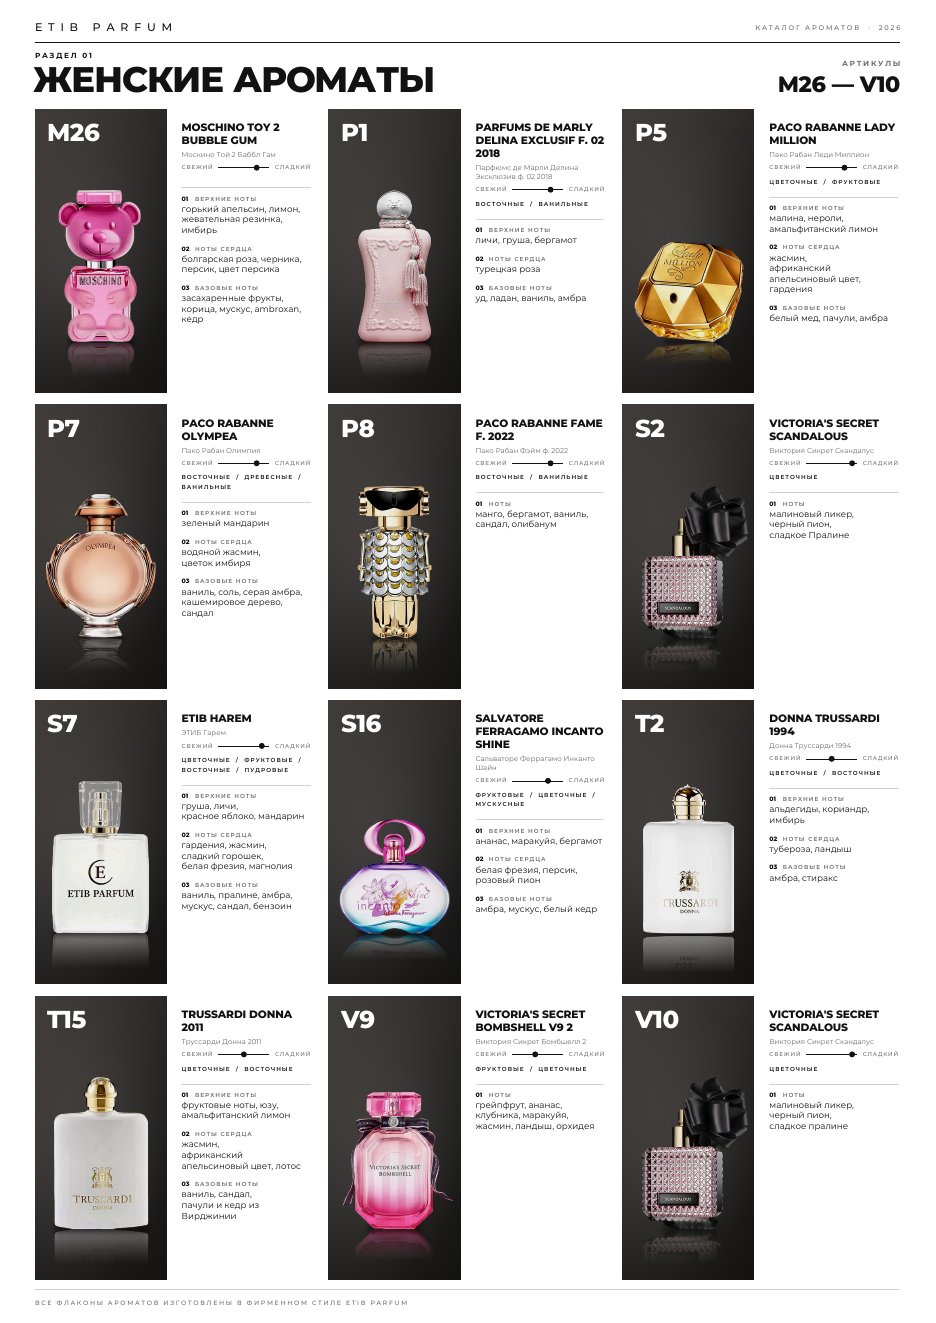 ETIB PARFUM
КАТАЛОГ АРОМАТОВ · 2026
РАЗДЕЛ 01
ЖЕНСКИЕ АРОМАТЫ
АРТИКУЛЫ
M26 — V10
M26
MOSCHINO
MOSCHINO TOY 2
BUBBLE GUM
Москино Той 2 Баббл Гам
СВЕЖИЙ СЛАДКИЙ
01 ВЕРХНИЕ НОТЫ
горький апельсин, лимон,
жевательная резинка,
имбирь
02 НОТЫ СЕРДЦА
болгарская роза, черника,
персик, цвет персика
03 БАЗОВЫЕ НОТЫ
засахаренные фрукты,
корица, мускус, ambroxan,
кедр
P1
PARFUMS DE MARLY
DELINA EXCLUSIF F. 02
2018
Парфюмс де Марли Делина
Эксклюзив ф. 02 2018
СВЕЖИЙ СЛАДКИЙ
ВОСТОЧНЫЕ / ВАНИЛЬНЫЕ
01 ВЕРХНИЕ НОТЫ
личи, груша, бергамот
02 НОТЫ СЕРДЦА
турецкая роза
03 БАЗОВЫЕ НОТЫ
уд, ладан, ваниль, амбра
P5
Lady
MILLION
PACO RABANNE LADY
MILLION
Пако Рабан Леди Миллион
СВЕЖИЙ СЛАДКИЙ
ЦВЕТОЧНЫЕ / ФРУКТОВЫЕ
01 ВЕРХНИЕ НОТЫ
малина, нероли,
амальфитанский лимон
02 НОТЫ СЕРДЦА
жасмин,
африканский
апельсиновый цвет,
гардения
03 БАЗОВЫЕ НОТЫ
белый мед, пачули, амбра
P7
OLYMPEA
PACO RABANNE
OLYMPEA
Пако Рабан Олимпия
СВЕЖИЙ СЛАДКИЙ
ВОСТОЧНЫЕ / ДРЕВЕСНЫЕ /
ВАНИЛЬНЫЕ
01 ВЕРХНИЕ НОТЫ
зеленый мандарин
02 НОТЫ СЕРДЦА
водяной жасмин,
цветок имбиря
03 БАЗОВЫЕ НОТЫ
ваниль, соль, серая амбра,
кашемировое дерево,
сандал
P8
PACO RABANNE FAME
F. 2022
Пако Рабан Фэйм ф. 2022
СВЕЖИЙ СЛАДКИЙ
ВОСТОЧНЫЕ / ВАНИЛЬНЫЕ
01 НОТЫ
манго, бергамот, ваниль,
сандал, олибанум
S2
SCANDALOUS
VICTORIA'S SECRET
SCANDALOUS
Виктория Сикрет Скандалус
СВЕЖИЙ СЛАДКИЙ
ЦВЕТОЧНЫЕ
01 НОТЫ
малиновый ликер,
черный пион,
сладкое Пралине
S7
E
ETIB PARFUM
ETIB HAREM
ЭТИБ Гарем
СВЕЖИЙ СЛАДКИЙ
ЦВЕТОЧНЫЕ / ФРУКТОВЫЕ /
ВОСТОЧНЫЕ / ПУДРОВЫЕ
01 ВЕРХНИЕ НОТЫ
груша, личи,
красное яблоко, мандарин
02 НОТЫ СЕРДЦА
гардения, жасмин,
сладкий горошек,
белая фрезия, магнолия
03 БАЗОВЫЕ НОТЫ
ваниль, пралине, амбра,
мускус, сандал, бензоин
S16
incanto
Shine
SALVATORE
FERRAGAMO INCANTO
SHINE
Сальваторе Феррагамо Инканто
Шайн
СВЕЖИЙ СЛАДКИЙ
ФРУКТОВЫЕ / ЦВЕТОЧНЫЕ /
МУСКУСНЫЕ
01 ВЕРХНИЕ НОТЫ
ананас, маракуйя, бергамот
02 НОТЫ СЕРДЦА
белая фрезия, персик,
розовый пион
03 БАЗОВЫЕ НОТЫ
амбра, мускус, белый кедр
T2
TRUSSARDI
DONNA
DONNA TRUSSARDI
1994
Донна Труссарди 1994
СВЕЖИЙ СЛАДКИЙ
ЦВЕТОЧНЫЕ / ВОСТОЧНЫЕ
01 ВЕРХНИЕ НОТЫ
альдегиды, кориандр,
имбирь
02 НОТЫ СЕРДЦА
тубероза, ландыш
03 БАЗОВЫЕ НОТЫ
амбра, стиракс
T15
TRUSSARDI
DONNA
TRUSSARDI DONNA
2011
Труссарди Донна 2011
СВЕЖИЙ СЛАДКИЙ
ЦВЕТОЧНЫЕ / ВОСТОЧНЫЕ
01 ВЕРХНИЕ НОТЫ
фруктовые ноты, юзу,
амальфитанский лимон
02 НОТЫ СЕРДЦА
жасмин,
африканский
апельсиновый цвет, лотос
03 БАЗОВЫЕ НОТЫ
ваниль, сандал,
пачули и кедр из
Вирджинии
V9
VICTORIA'S SECRET
BOMBSHELL
VICTORIA'S SECRET
BOMBSHELL V9 2
Виктория Сикрет Бомбшелл 2
СВЕЖИЙ СЛАДКИЙ
ФРУКТОВЫЕ / ЦВЕТОЧНЫЕ
01 НОТЫ
грейпфрут, ананас,
клубника, маракуйя,
жасмин, ландыш, орхидея
V10
SCANDALOUS
VICTORIA'S SECRET
SCANDALOUS
Виктория Сикрет Скандалус
СВЕЖИЙ СЛАДКИЙ
ЦВЕТОЧНЫЕ
01 НОТЫ
малиновый ликер,
черный пион,
сладкое пралине
ВСЕ ФЛАКОНЫ АРОМАТОВ ИЗГОТОВЛЕНЫ В ФИРМЕННОМ СТИЛЕ ETIB PARFUM